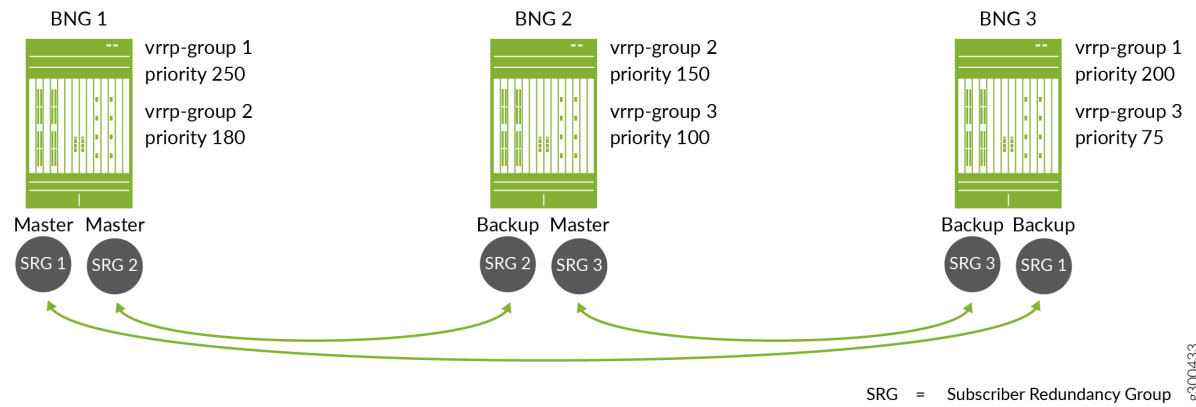 BNG 1
vrrp-group 1
priority 250
vrrp-group 2
priority 180
Master Master
SRG 1 SRG 2
BNG 2
vrrp-group 2
priority 150
vrrp-group 3
priority 100
Backup Master
SRG 2 SRG 3
BNG 3
vrrp-group 1
priority 200
vrrp-group 3
priority 75
Backup Backup
SRG 3 SRG 1
SRG = Subscriber Redundancy Group
g300433